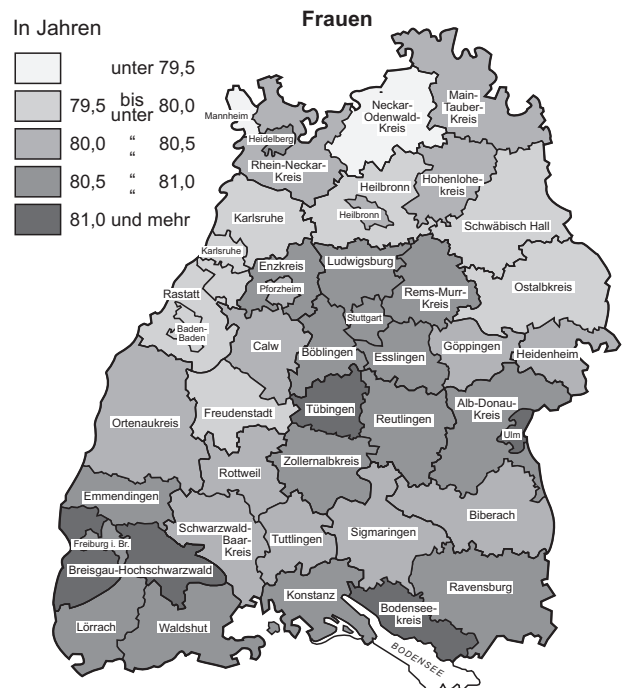 Frauen
In Jahren
unter 79,5
79,5 bis unter 80,0
80,0 “ “ 80,5
80,5 “ “ 81,0
81,0 und mehr
Mannheim
Neckar-
Odenwald-
Kreis
Main-
Tauber-
Kreis
Heidelberg
Rhein-Neckar-
Kreis
Heilbronn
Hohenlohe-
kreis
Heilbronn
Karlsruhe
Schwäbisch Hall
Karlsruhe
Enzkreis
Ludwigsburg
Pforzheim
Rems-Murr-
Kreis
Ostalbkreis
Rastatt
Baden-
Baden
Stuttgart
Calw
Böblingen
Esslingen
Göppingen
Heidenheim
Ortenaukreis
Freudenstadt
Tübingen
Reutlingen
Alb-Donau-
Kreis
Ulm
Zollernalbkreis
Rottweil
Emmendingen
Biberach
Schwarzwald-
Baar-
Kreis
Tuttlingen
Sigmaringen
Freiburg i. Br.
Breisgau-Hochschwarzwald
Konstanz
Ravensburg
Bodensee-
kreis
Lörrach
Waldshut
BODENSEE